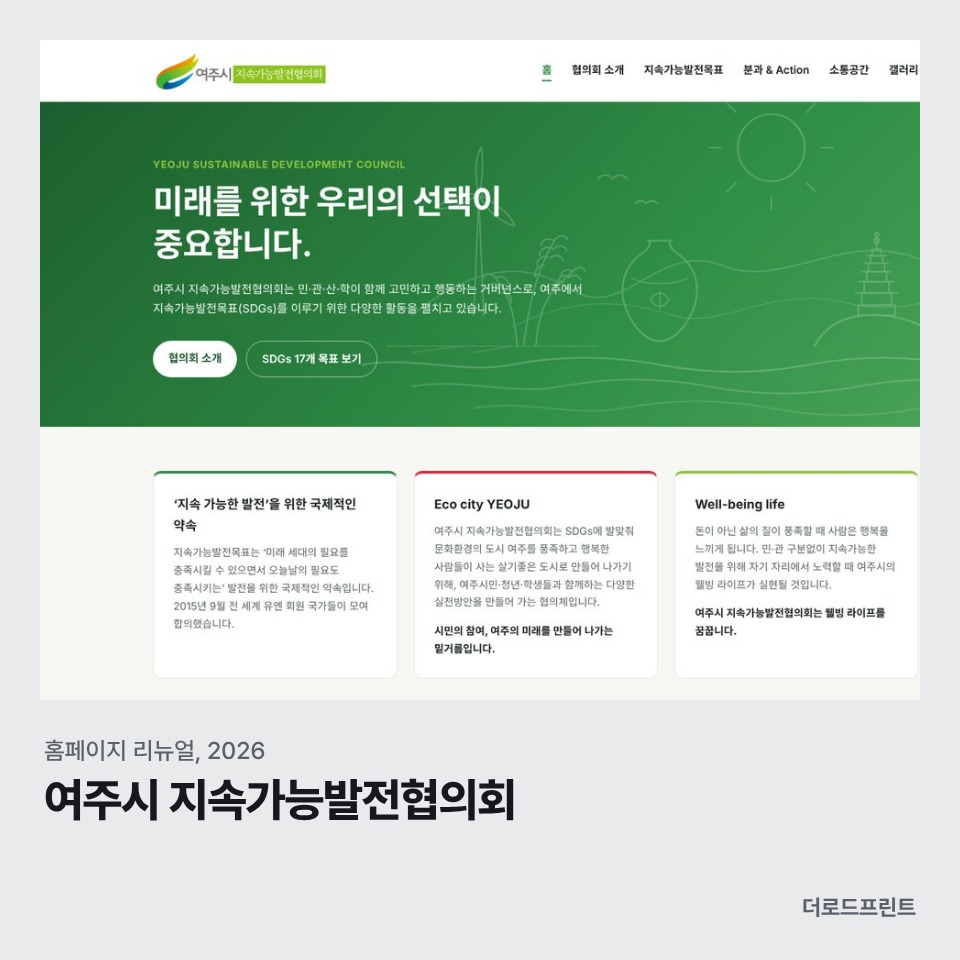 여주시 지속가능발전협의회
홈 협의회 소개 지속가능발전목표 분과 & Action 소통공간 갤러리
YEOJU SUSTAINABLE DEVELOPMENT COUNCIL
미래를 위한 우리의 선택이
중요합니다.
여주시 지속가능발전협의회는 민·관·산·학이 함께 고민하고 행동하는 거버넌스로, 여주에서
지속가능발전목표(SDGs)를 이루기 위한 다양한 활동을 펼치고 있습니다.
협의회 소개 SDGs 17개 목표 보기
‘지속 가능한 발전’을 위한 국제적인
약속
지속가능발전목표는 ‘미래 세대의 필요를
충족시킬 수 있으면서 오늘날의 필요도
충족시키는’ 발전을 위한 국제적인 약속입니다.
2015년 9월 전 세계 유엔 회원 국가들이 모여
합의했습니다.
Eco city YEOJU
여주시 지속가능발전협의회는 SDGs에 발맞춰
문화환경의 도시 여주를 풍족하고 행복한
사람들이 사는 살기좋은 도시로 만들어 나가기
위해, 여주시민·청년·학생들과 함께하는 다양한
실천방안을 만들어 가는 협의체입니다.
시민의 참여, 여주의 미래를 만들어 나가는
밑거름입니다.
Well-being life
돈이 아닌 삶의 질이 풍족할 때 사람은 행복을
느끼게 됩니다. 민·관 구분없이 지속가능한
발전을 위해 자기 자리에서 노력할 때 여주시의
웰빙 라이프가 실현될 것입니다.
여주시 지속가능발전협의회는 웰빙 라이프를
꿈꿉니다.
홈페이지 리뉴얼, 2026
여주시 지속가능발전협의회
더로드프린트